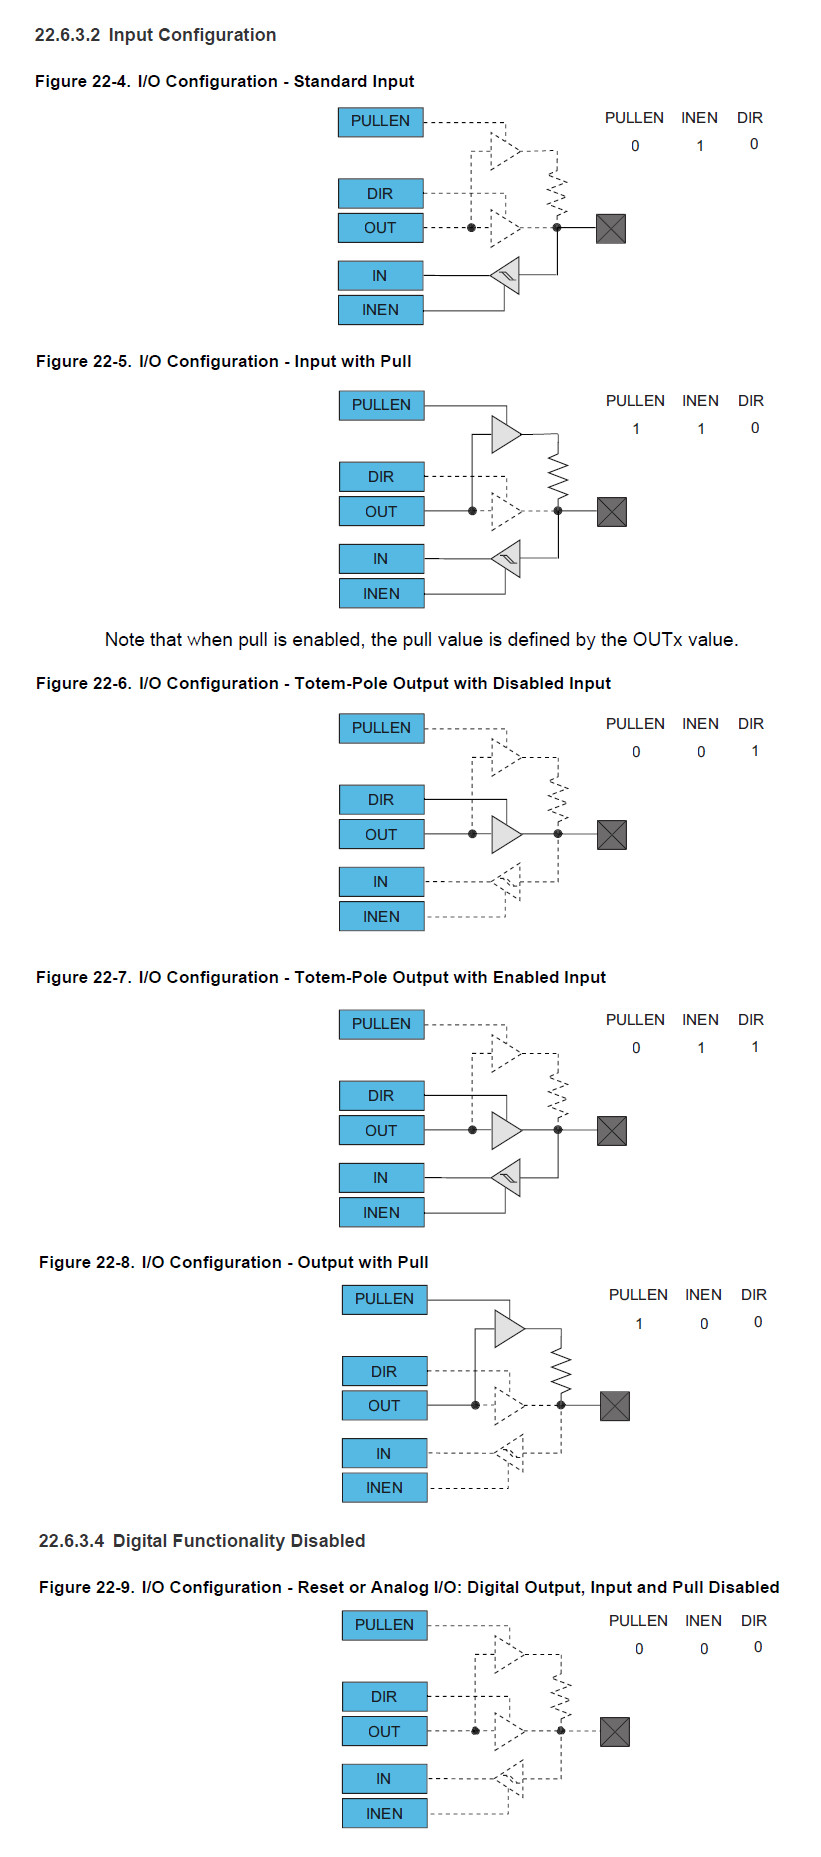 22.6.3.2 Input Configuration
Figure 22-4. I/O Configuration - Standard Input
PULLEN
PULLEN INEN DIR
0 1 0
DIR
OUT
IN
INEN
Figure 22-5. I/O Configuration - Input with Pull
PULLEN
PULLEN INEN DIR
1 1 0
DIR
OUT
IN
INEN
Note that when pull is enabled, the pull value is defined by the OUTx value.
Figure 22-6. I/O Configuration - Totem-Pole Output with Disabled Input
PULLEN
PULLEN INEN DIR
0 0 1
DIR
OUT
IN
INEN
Figure 22-7. I/O Configuration - Totem-Pole Output with Enabled Input
PULLEN
PULLEN INEN DIR
0 1 1
DIR
OUT
IN
INEN
Figure 22-8. I/O Configuration - Output with Pull
PULLEN
PULLEN INEN DIR
1 0 0
DIR
OUT
IN
INEN
22.6.3.4 Digital Functionality Disabled
Figure 22-9. I/O Configuration - Reset or Analog I/O: Digital Output, Input and Pull Disabled
PULLEN
PULLEN INEN DIR
0 0 0
DIR
OUT
IN
INEN